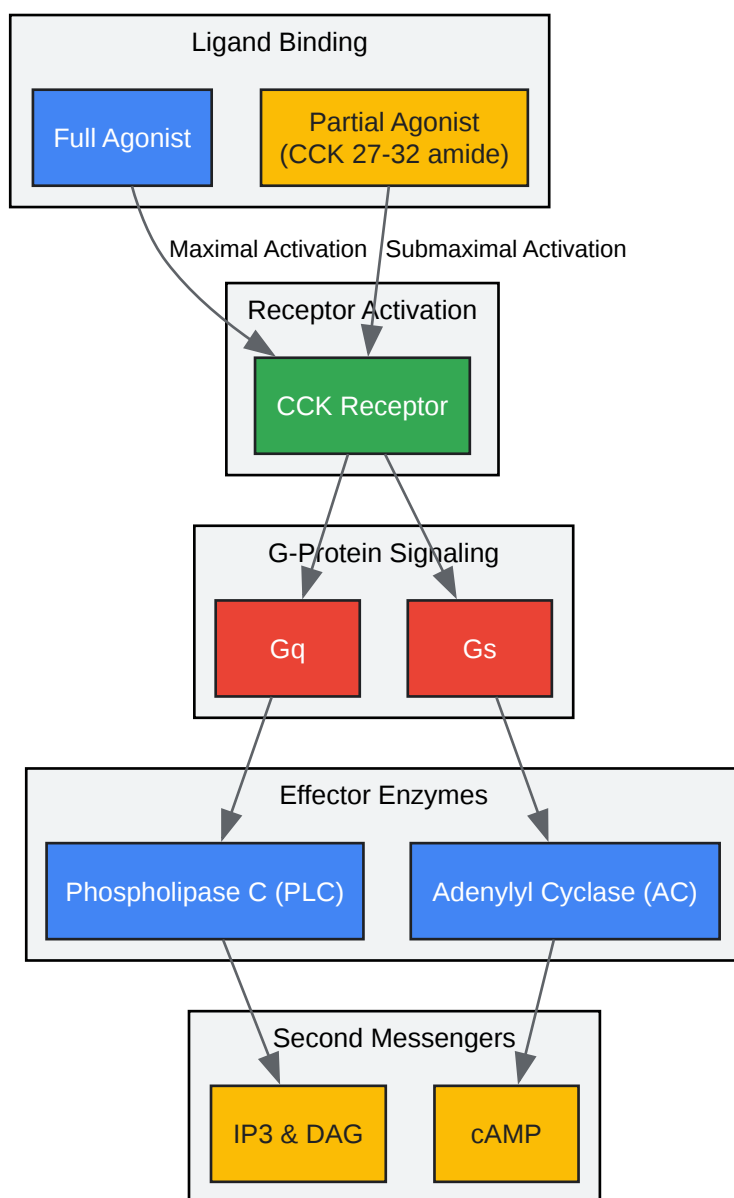 Ligand Binding
Full Agonist
Partial Agonist
(CCK 27-32 amide)
Maximal Activation
Submaximal Activation
Receptor Activation
CCK Receptor
G-Protein Signaling
Gq
Gs
Effector Enzymes
Phospholipase C (PLC)
Adenylyl Cyclase (AC)
Second Messengers
IP3 & DAG
cAMP